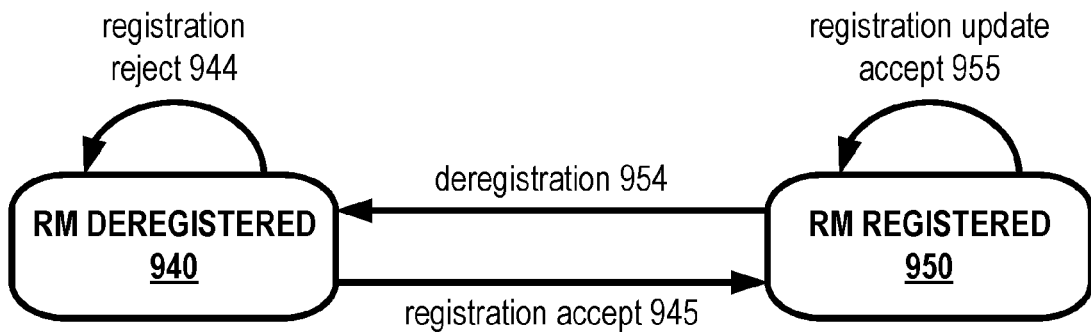 registration
reject 944
registration update
accept 955
deregistration 954
RM DEREGISTERED
940
RM REGISTERED
950
registration accept 945